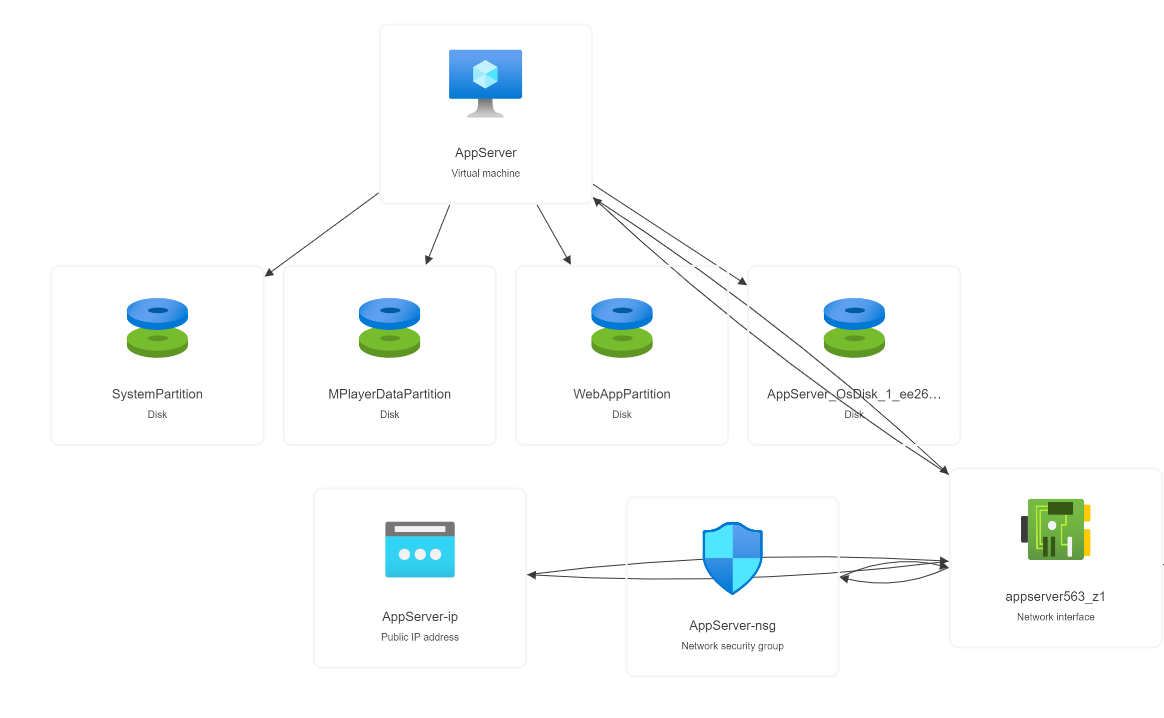 AppServer
Virtual machine
SystemPartition
Disk
MPlayerDataPartition
Disk
WebAppPartition
Disk
AppServer_OsDisk_1_ee26…
Disk
AppServer-ip
Public IP address
AppServer-nsg
Network security group
appserver563_z1
Network interface